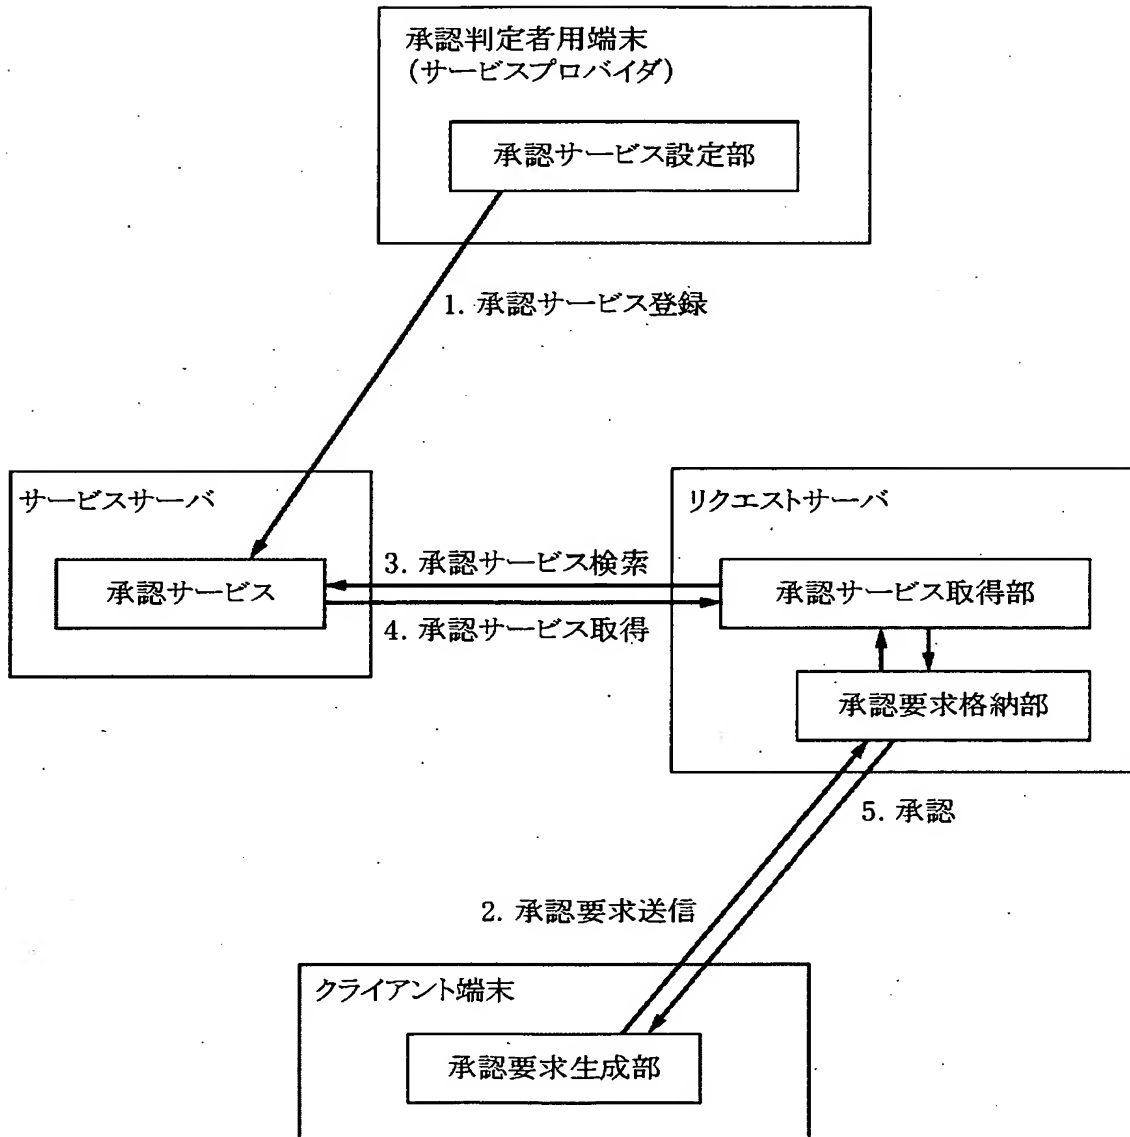 承認判定者用端末
(サービスプロバイダ)
承認サービス設定部
1. 承認サービス登録
サービスサーバ
承認サービス
3. 承認サービス検索
4. 承認サービス取得
リクエストサーバ
承認サービス取得部
承認要求格納部
5. 承認
2. 承認要求送信
クライアント端末
承認要求生成部